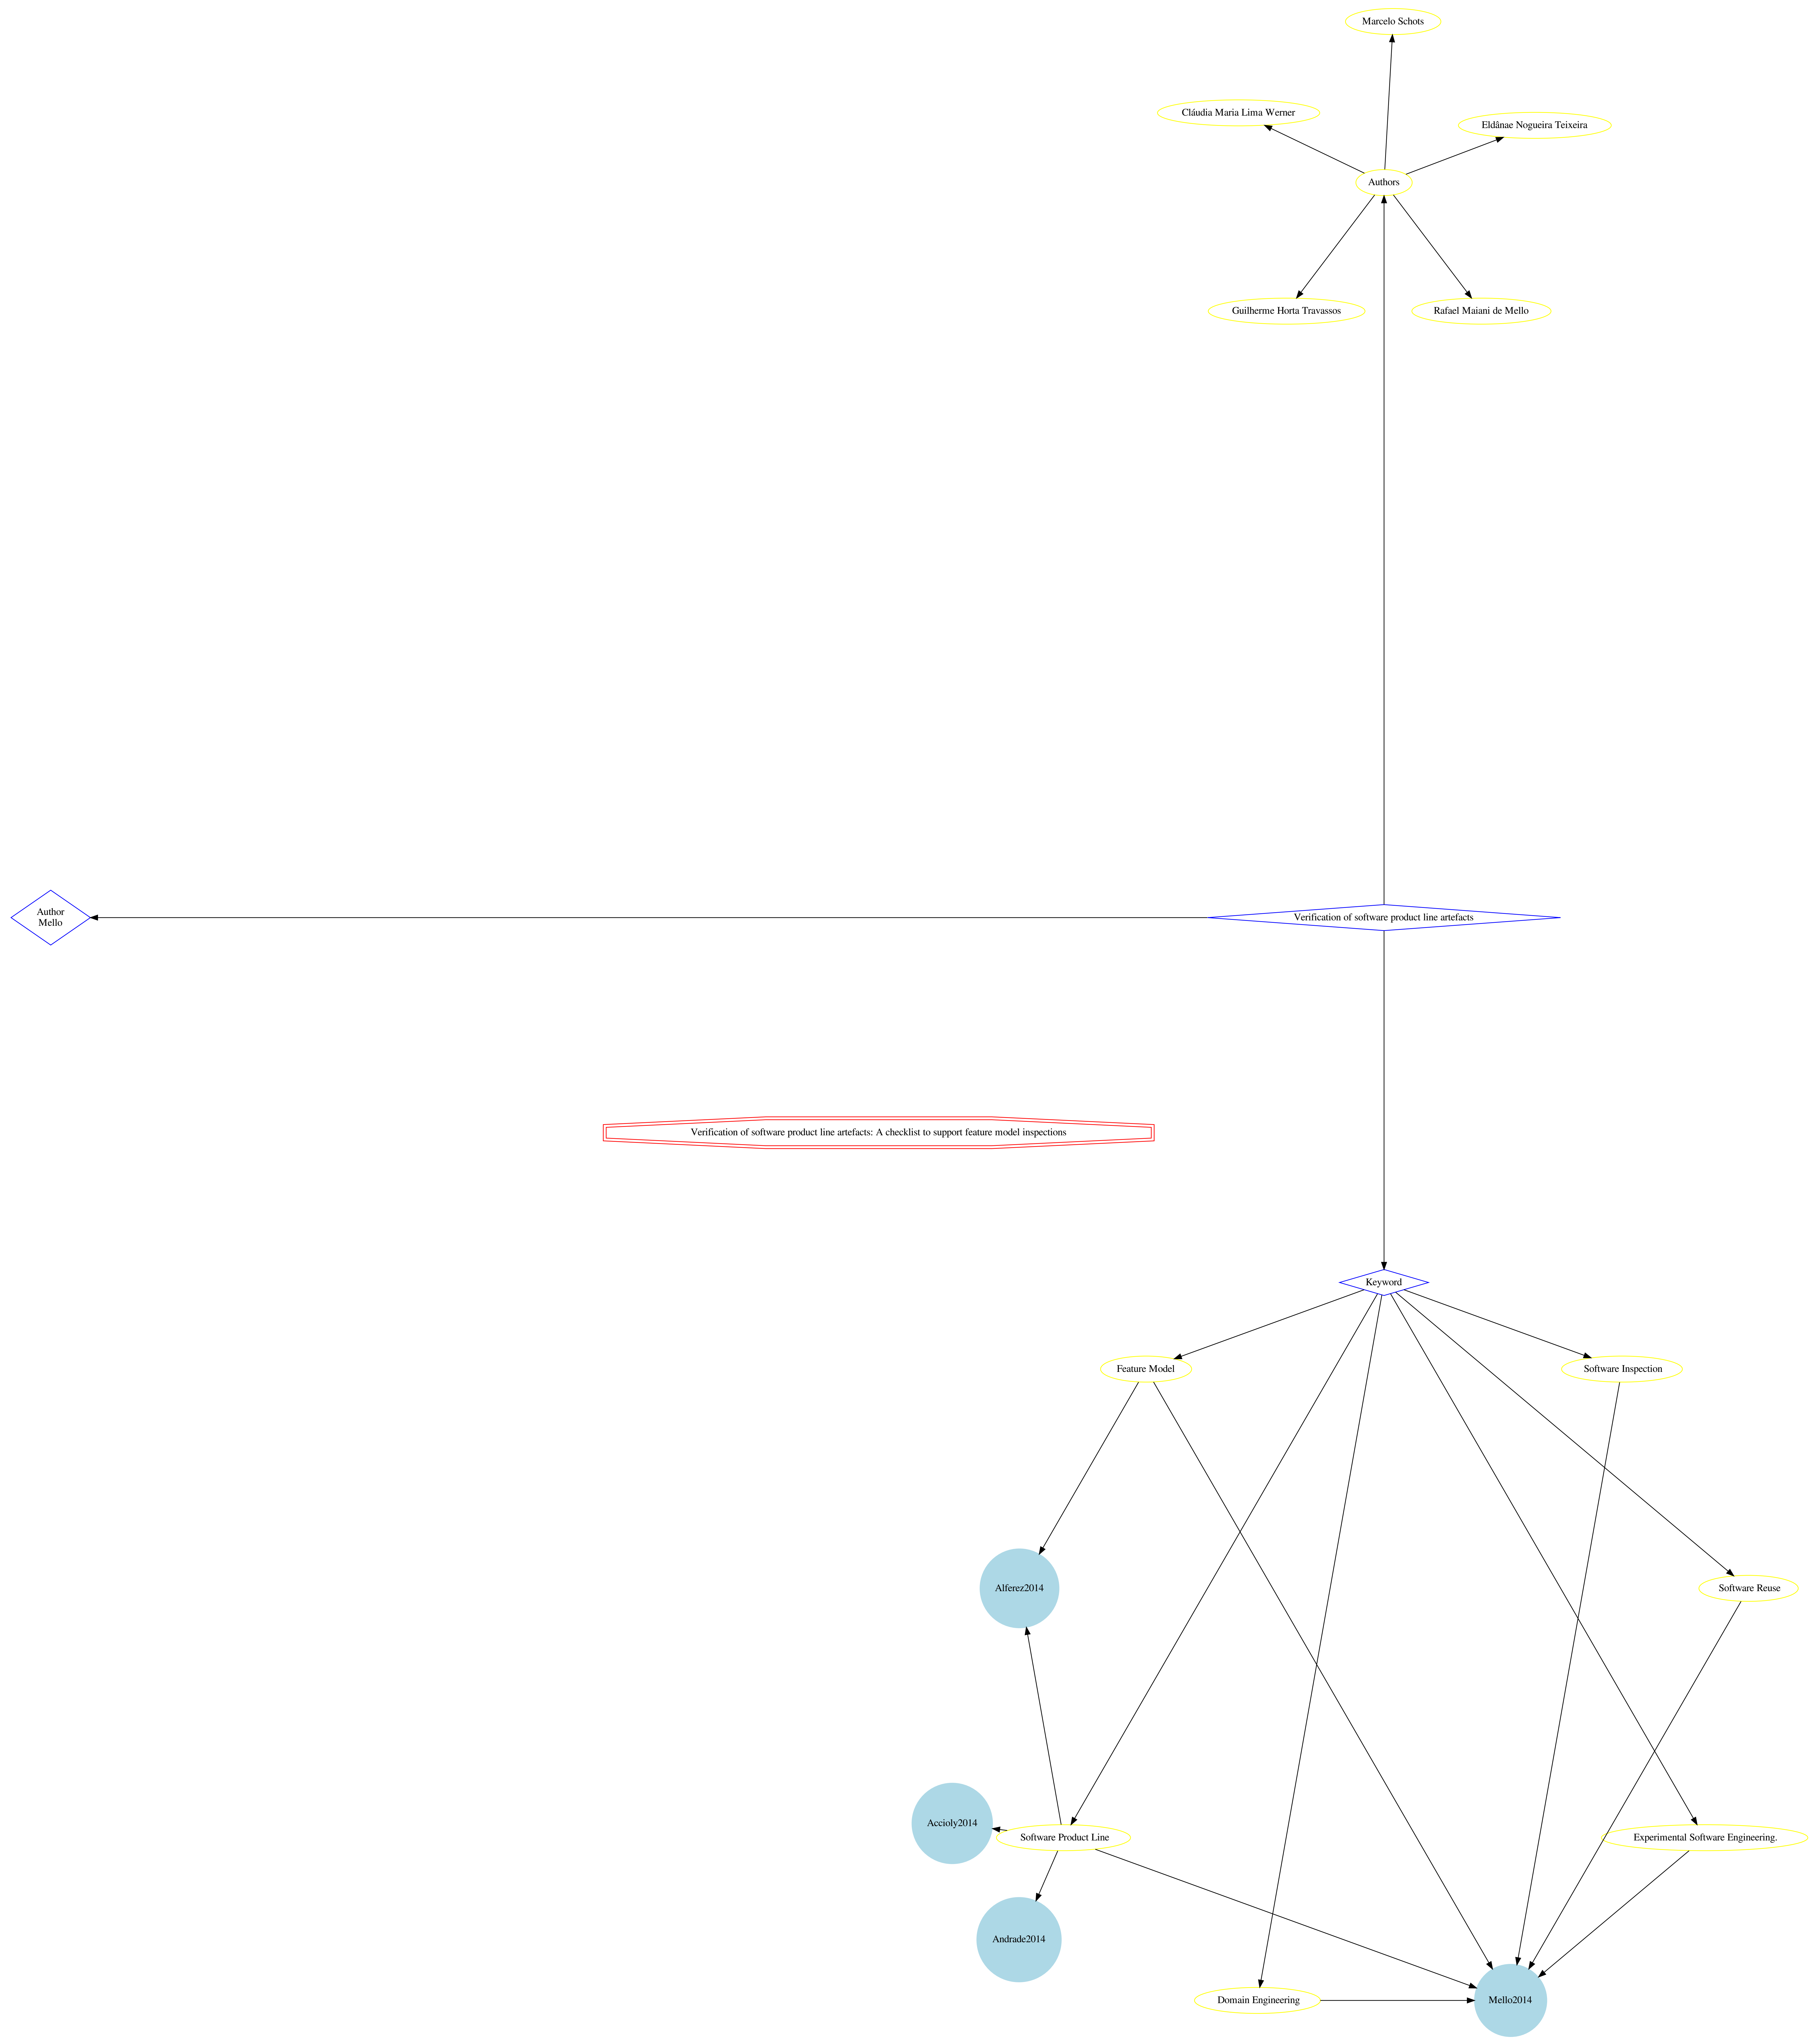 Marcelo Schots
Cláudia Maria Lima Werner
Eldânae Nogueira Teixeira
Authors
Guilherme Horta Travassos
Rafael Maiani de Mello
Author
Mello
Verification of software product line artefacts
Verification of software product line artefacts: A checklist to support feature model inspections
Keyword
Feature Model
Software Inspection
Alferez2014
Software Reuse
Accioly2014
Software Product Line
Experimental Software Engineering.
Andrade2014
Domain Engineering
Mello2014